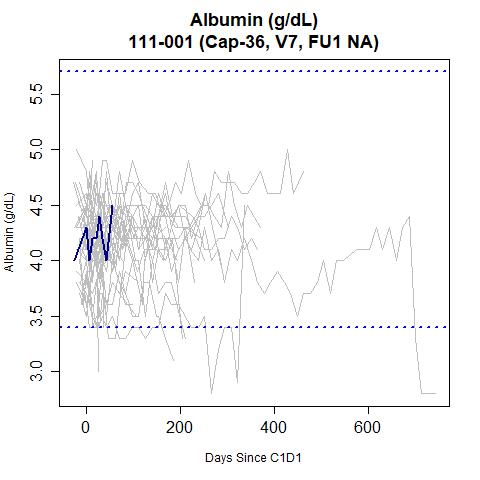 Albumin (g/dL)
111-001 (Cap-36, V7, FU1 NA)
Albumin (g/dL)
5.5
5.0
4.5
4.0
3.5
3.0
0 200 400 600
Days Since C1D1